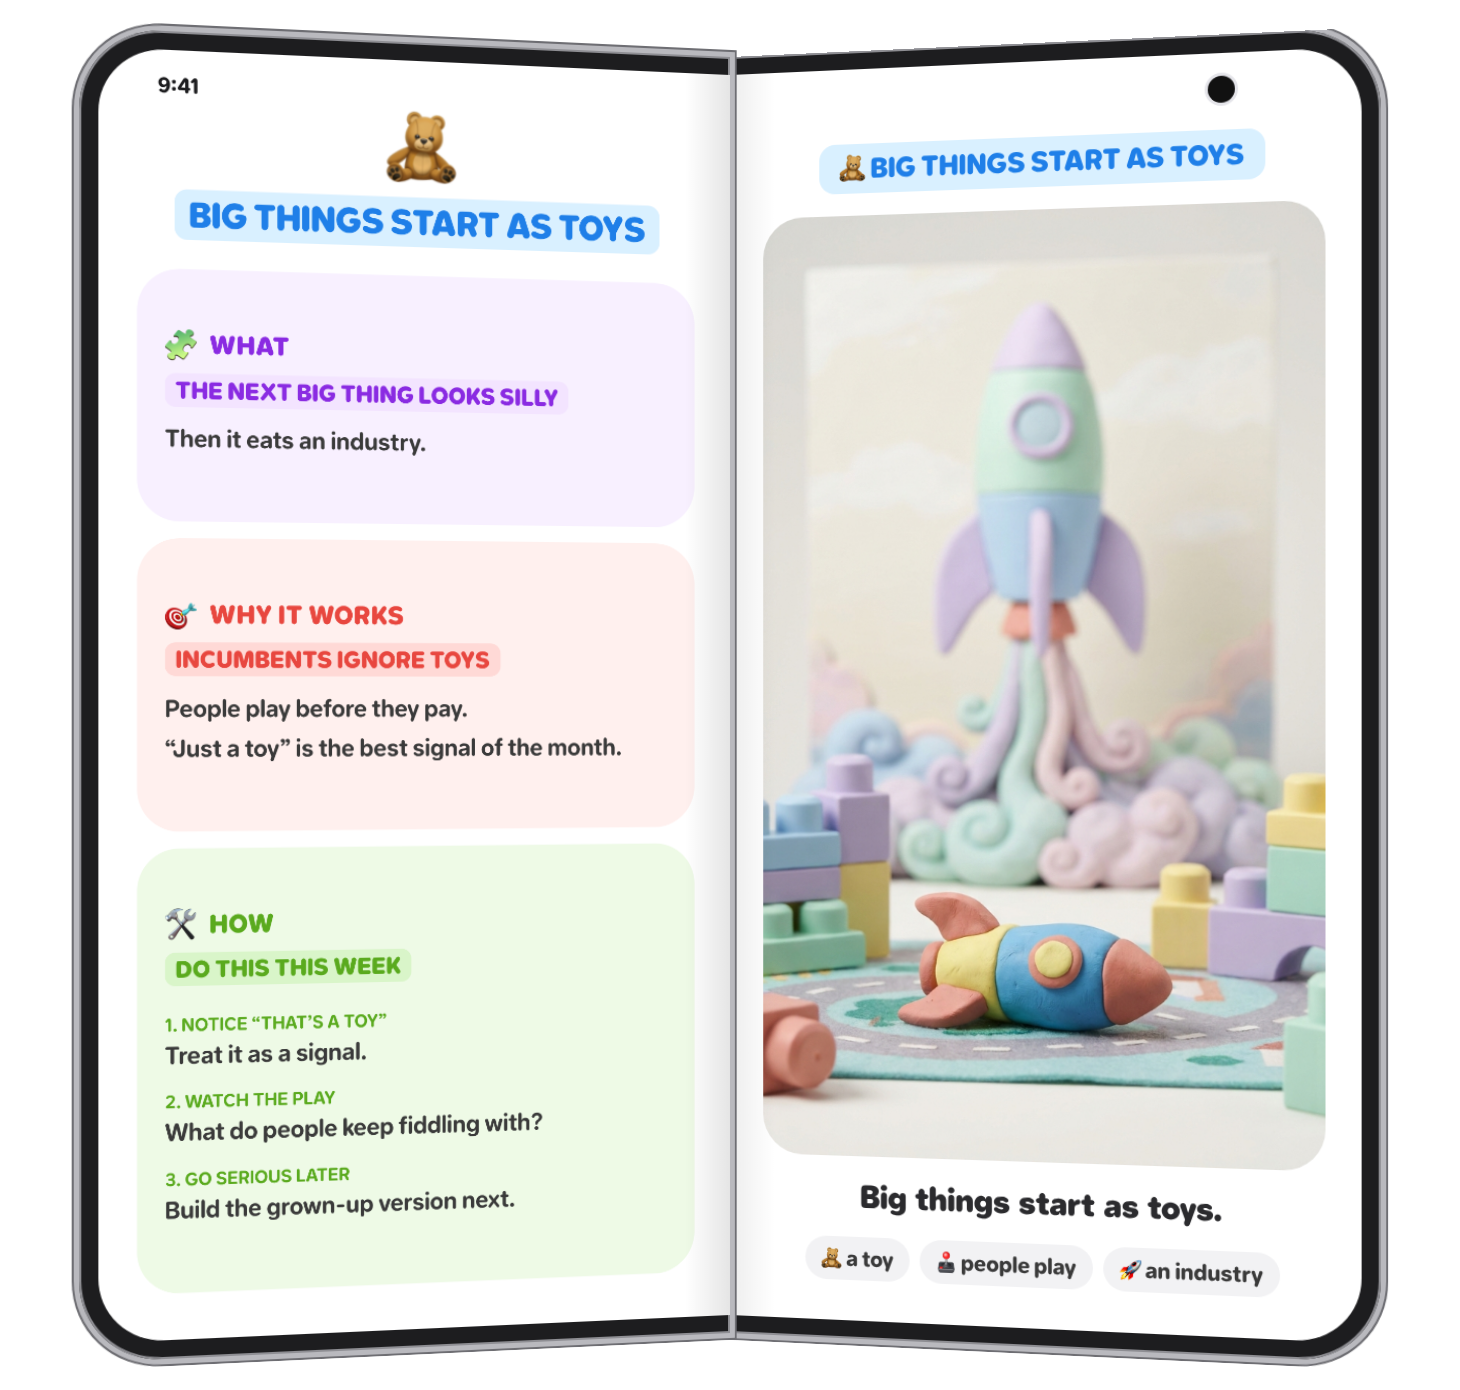 9:41
BIG THINGS START AS TOYS
WHAT
THE NEXT BIG THING LOOKS SILLY
Then it eats an industry.
WHY IT WORKS
INCUMBENTS IGNORE TOYS
People play before they pay.
“Just a toy” is the best signal of the month.
HOW
DO THIS THIS WEEK
1. NOTICE “THAT’S A TOY”
Treat it as a signal.
2. WATCH THE PLAY
What do people keep fiddling with?
3. GO SERIOUS LATER
Build the grown-up version next.
BIG THINGS START AS TOYS
Big things start as toys.
a toy
people play
an industry